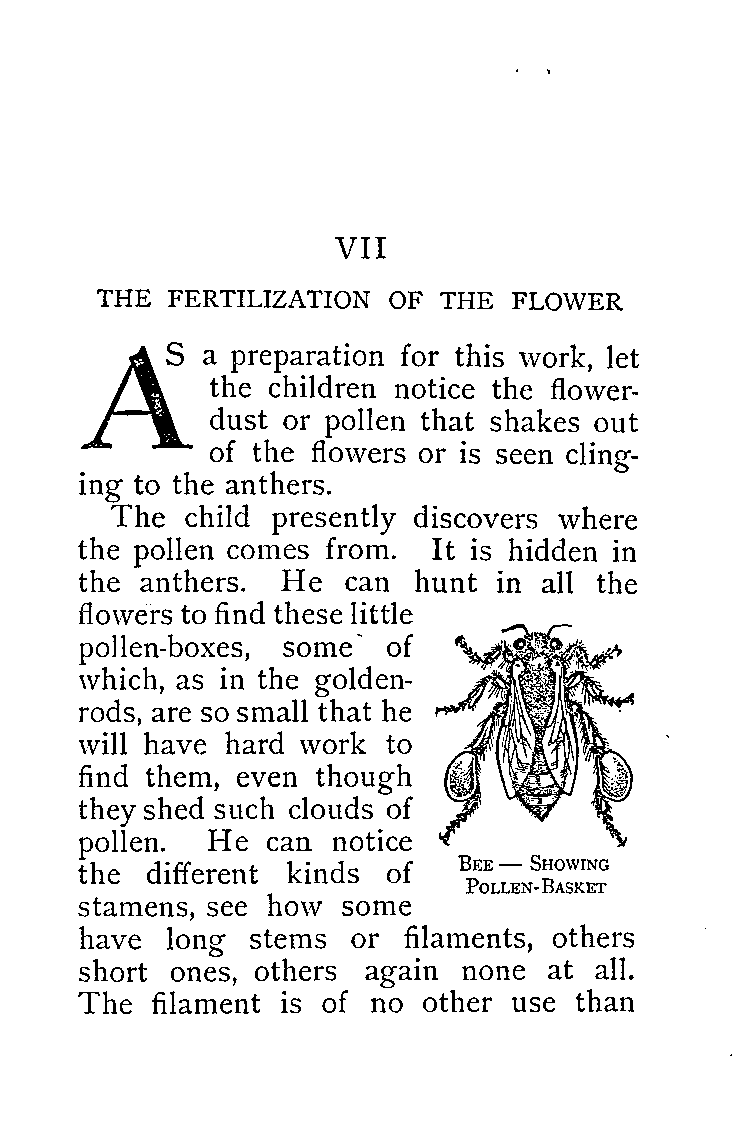 VII
THE FERTILIZATION OF THE FLOWER
AS a preparation for this work, let
the children notice the flower-
dust or pollen that shakes out
of the flowers or is seen cling-
ing to the anthers.
The child presently discovers where
the pollen comes from. It is hidden in
the anthers. He can hunt in all the
flowers to find these little
pollen-boxes, some of
which, as in the golden-
rods, are so small that he
will have hard work to
find them, even though
they shed such clouds of
pollen. He can notice
the different kinds of
stamens, see how some
have long stems or filaments, others
short ones, others again none at all.
The filament is of no other use than
BEE — SHOWING
POLLEN-BASKET